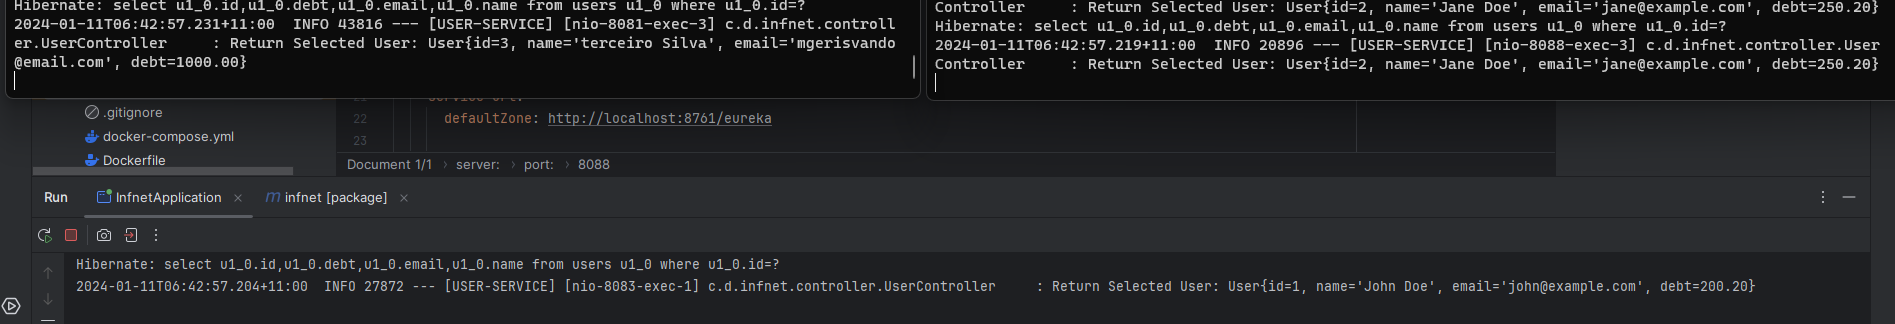 Hibernate: select u1_0.id,u1_0.debt,u1_0.email,u1_0.name from users u1_0 where u1_0.id=?
2024-01-11T06:42:57.231+11:00  INFO 43816 --- [USER-SERVICE] [nio-8081-exec-3] c.d.infnet.controll
er.UserController     : Return Selected User: User{id=3, name='terceiro Silva', email='mgerisvando
@email.com', debt=1000.00}
Controller     : Return Selected User: User{id=2, name='Jane Doe', email='jane@example.com', debt=250.20}
Hibernate: select u1_0.id,u1_0.debt,u1_0.email,u1_0.name from users u1_0 where u1_0.id=?
2024-01-11T06:42:57.219+11:00  INFO 20896 --- [USER-SERVICE] [nio-8088-exec-3] c.d.infnet.controller.User
Controller     : Return Selected User: User{id=2, name='Jane Doe', email='jane@example.com', debt=250.20}
.gitignore
docker-compose.yml
Dockerfile
22 defaultZone: http://localhost:8761/eureka
23
Document 1/1 › server: › port: › 8088
Run InfnetApplication × m infnet [package] ×
Hibernate: select u1_0.id,u1_0.debt,u1_0.email,u1_0.name from users u1_0 where u1_0.id=?
2024-01-11T06:42:57.204+11:00  INFO 27872 --- [USER-SERVICE] [nio-8083-exec-1] c.d.infnet.controller.UserController     : Return Selected User: User{id=1, name='John Doe', email='john@example.com', debt=200.20}